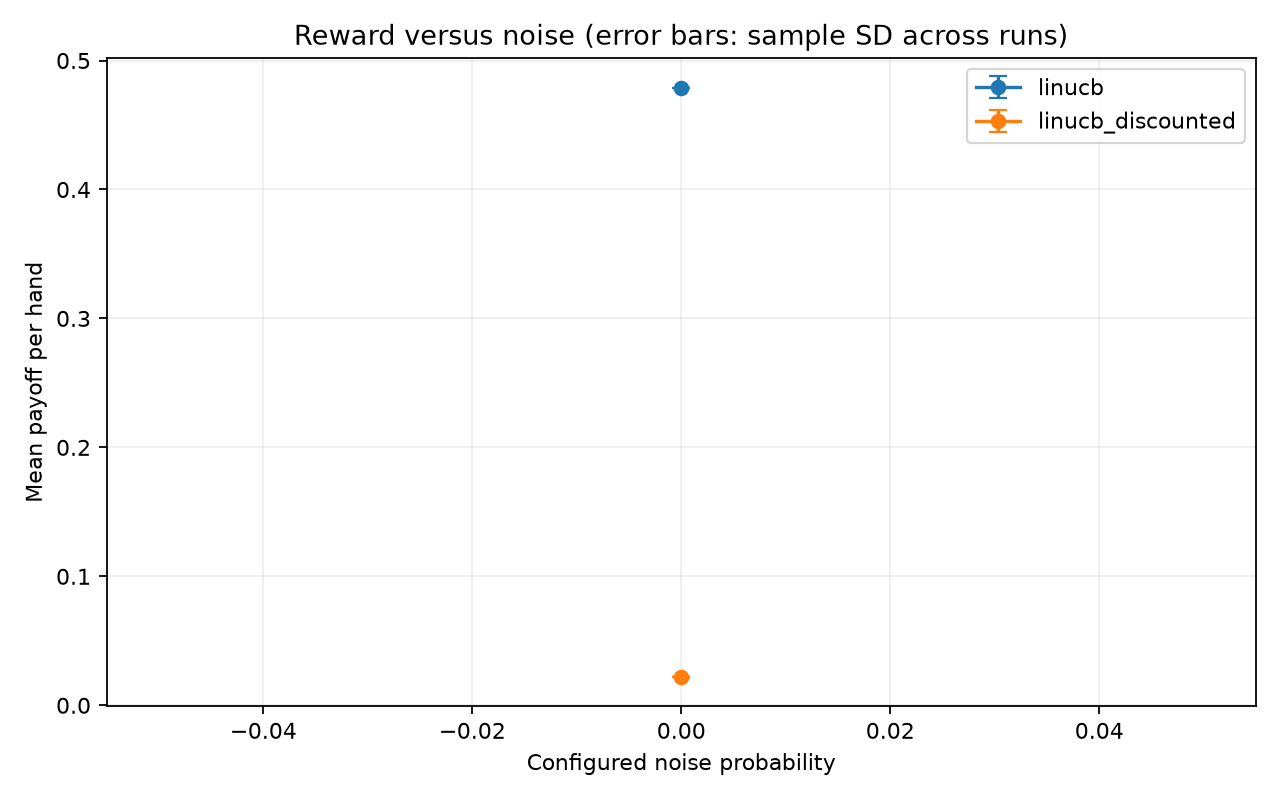 Reward versus noise (error bars: sample SD across runs)
linucb
linucb_discounted
Mean payoff per hand
0.5
0.4
0.3
0.2
0.1
0.0
−0.04
−0.02
0.00
0.02
0.04
Configured noise probability